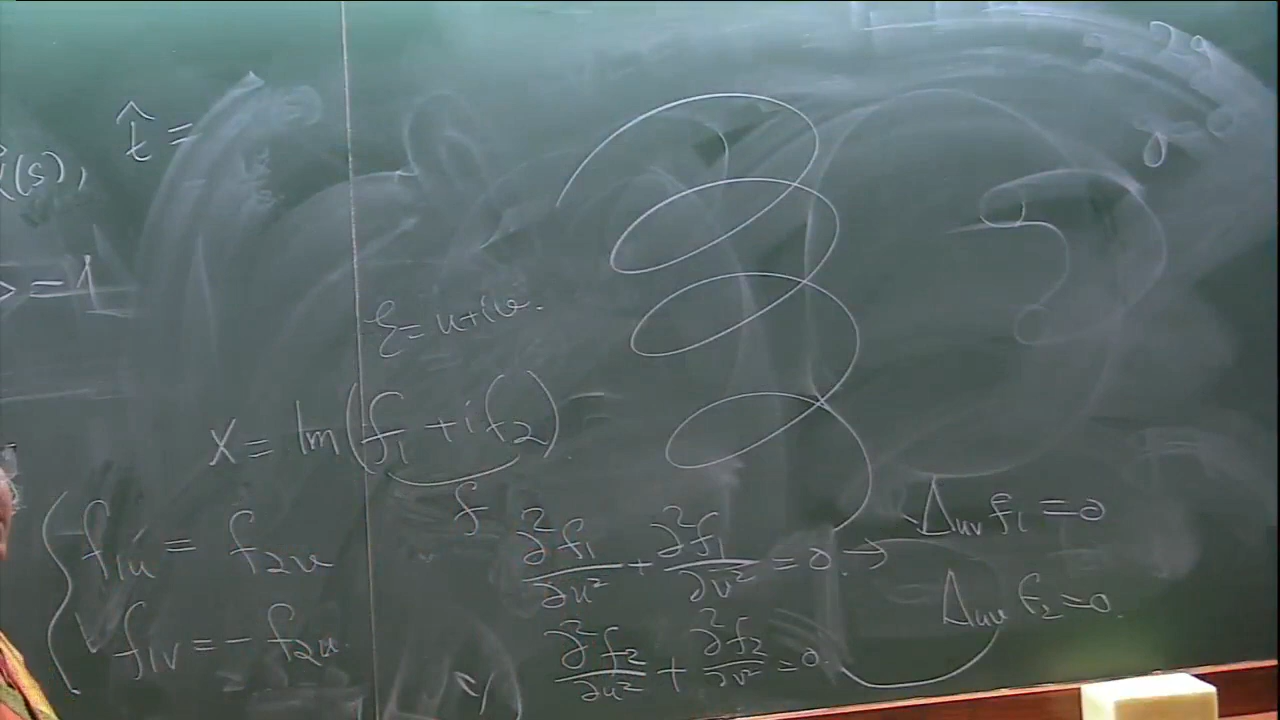 (s), t̂ =
> = -1
ξ = u+iv.
x = Im(f₁ + i f₂) =
f
{ f₁ᵤ = f₂ᵥ
f₁ᵥ = - f₂ᵤ.
∂²f₁/∂u² + ∂²f₁/∂v² = 0. → Δᵤᵥ f₁ = 0
∂²f₂/∂u² + ∂²f₂/∂v² = 0. Δᵤᵥ f₂ = 0.